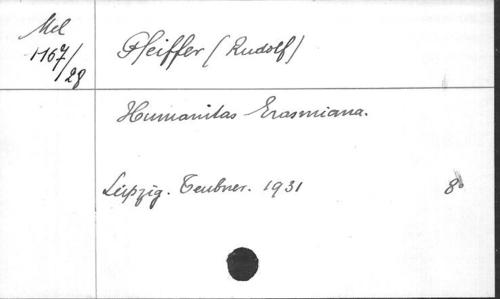 Mel
1167/28
Pfeiffer (Rudolf)
Humanitas Erasmiana.
Leipzig. Teubner. 1931 8°